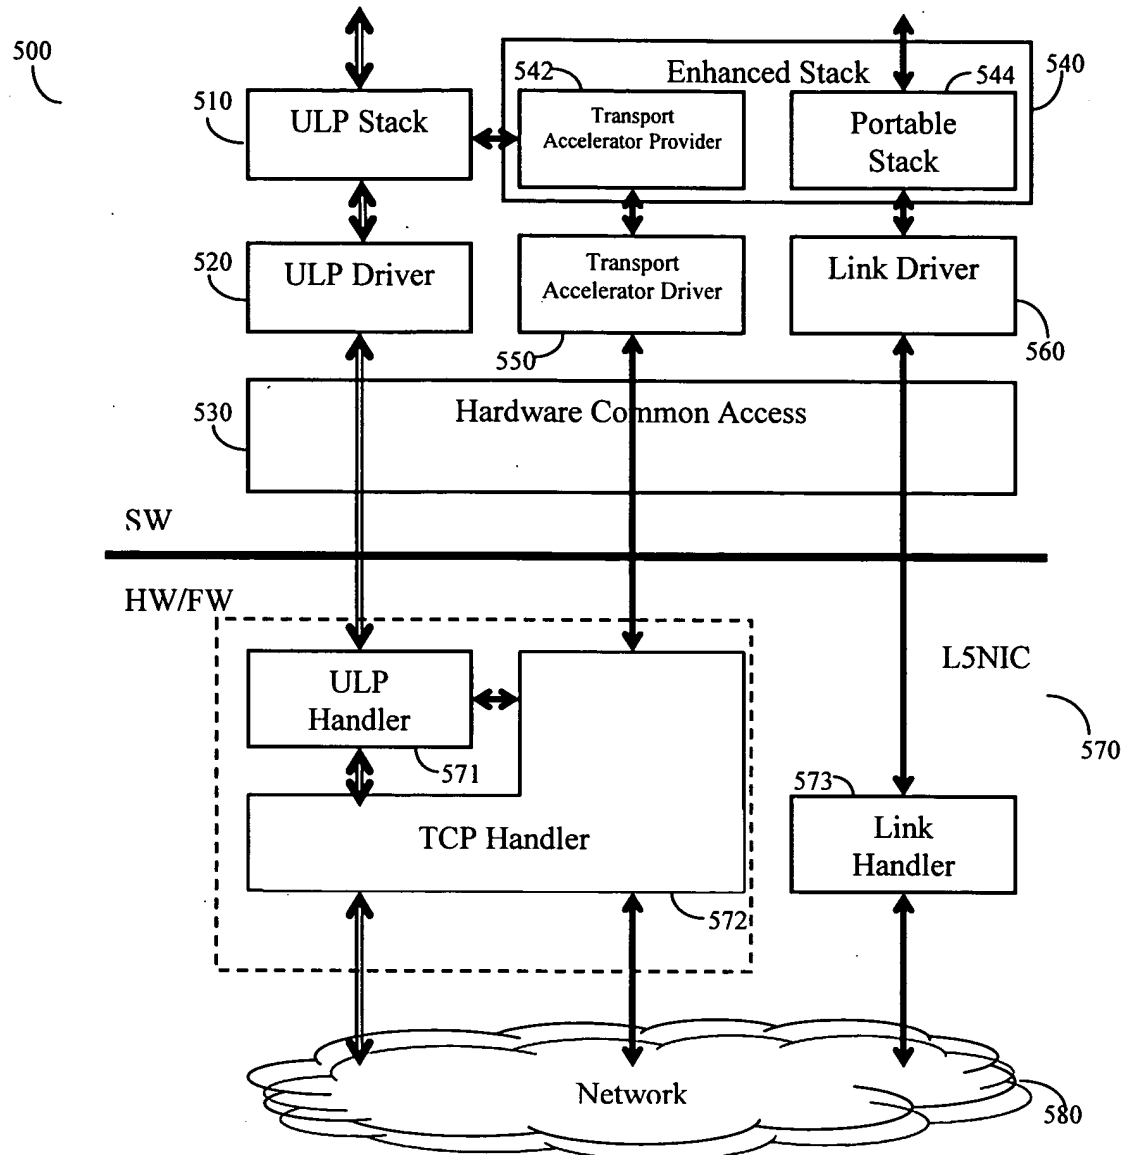 500
542
Enhanced Stack
544
540
510
ULP Stack
Transport
Accelerator Provider
Portable
Stack
520
ULP Driver
Transport
Accelerator Driver
Link Driver
550
560
530
Hardware Common Access
SW
HW/FW
L5NIC
ULP
Handler
571
570
573
TCP Handler
Link
Handler
572
Network
580